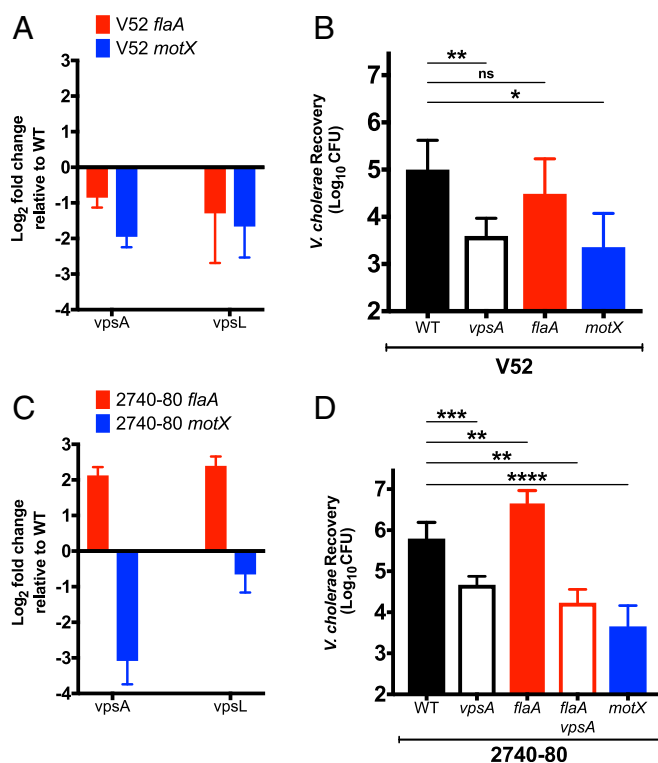 A
V52 flaA
V52 motX
Log2 fold change
relative to WT
3
2
1
0
-1
-2
-3
-4
vpsA
vpsL
B
**
ns
*
V. cholerae Recovery
(Log10 CFU)
7
6
5
4
3
2
WT
vpsA
flaA
motX
V52
C
2740-80 flaA
2740-80 motX
Log2 fold change
relative to WT
3
2
1
0
-1
-2
-3
-4
vpsA
vpsL
D
***
**
**
****
V. cholerae Recovery
(Log10 CFU)
7
6
5
4
3
2
WT
vpsA
flaA
flaA
vpsA
motX
2740-80